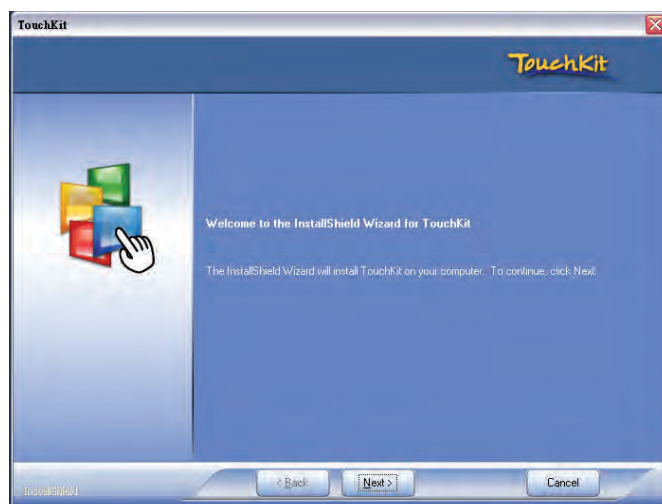 TouchKit
TouchKit
Welcome to the InstallShield Wizard for TouchKit
The InstallShield Wizard will install TouchKit on your computer. To continue, click Next.
InstallShield
< Back
Next >
Cancel